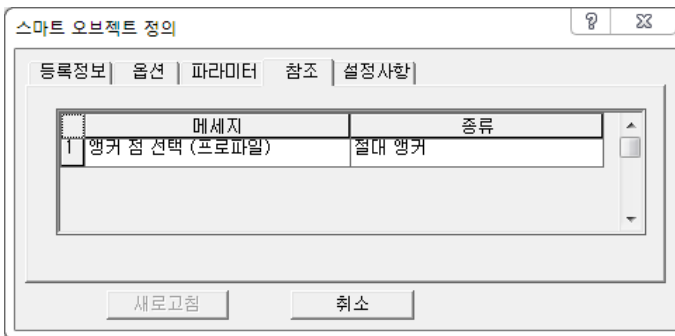 스마트 오브젝트 정의
등록정보 옵션 파라미터 참조 설정사항
메세지 종류
1 앵커 점 선택 (프로파일) 절대 앵커
새로고침 취소